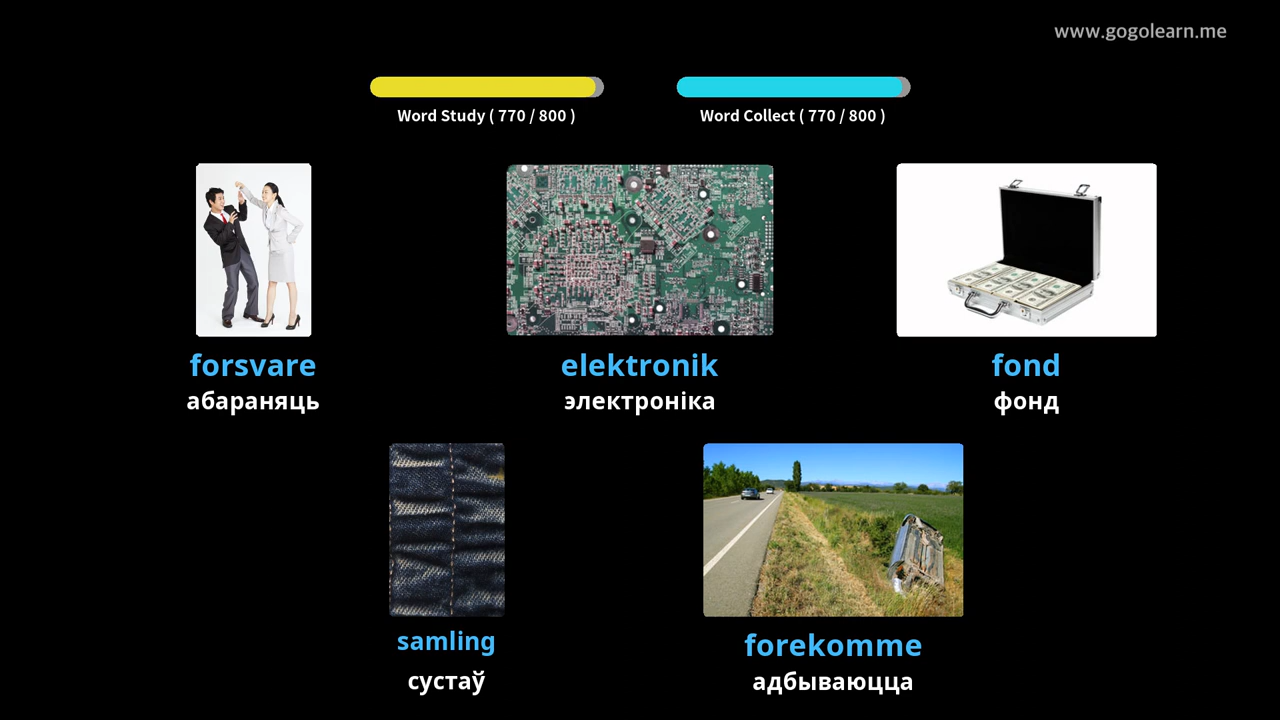 www.gogolearn.me
Word Study ( 770 / 800 )
Word Collect ( 770 / 800 )
forsvare
абараняць
elektronik
электроніка
fond
фонд
samling
сустаў
forekomme
адбываюцца